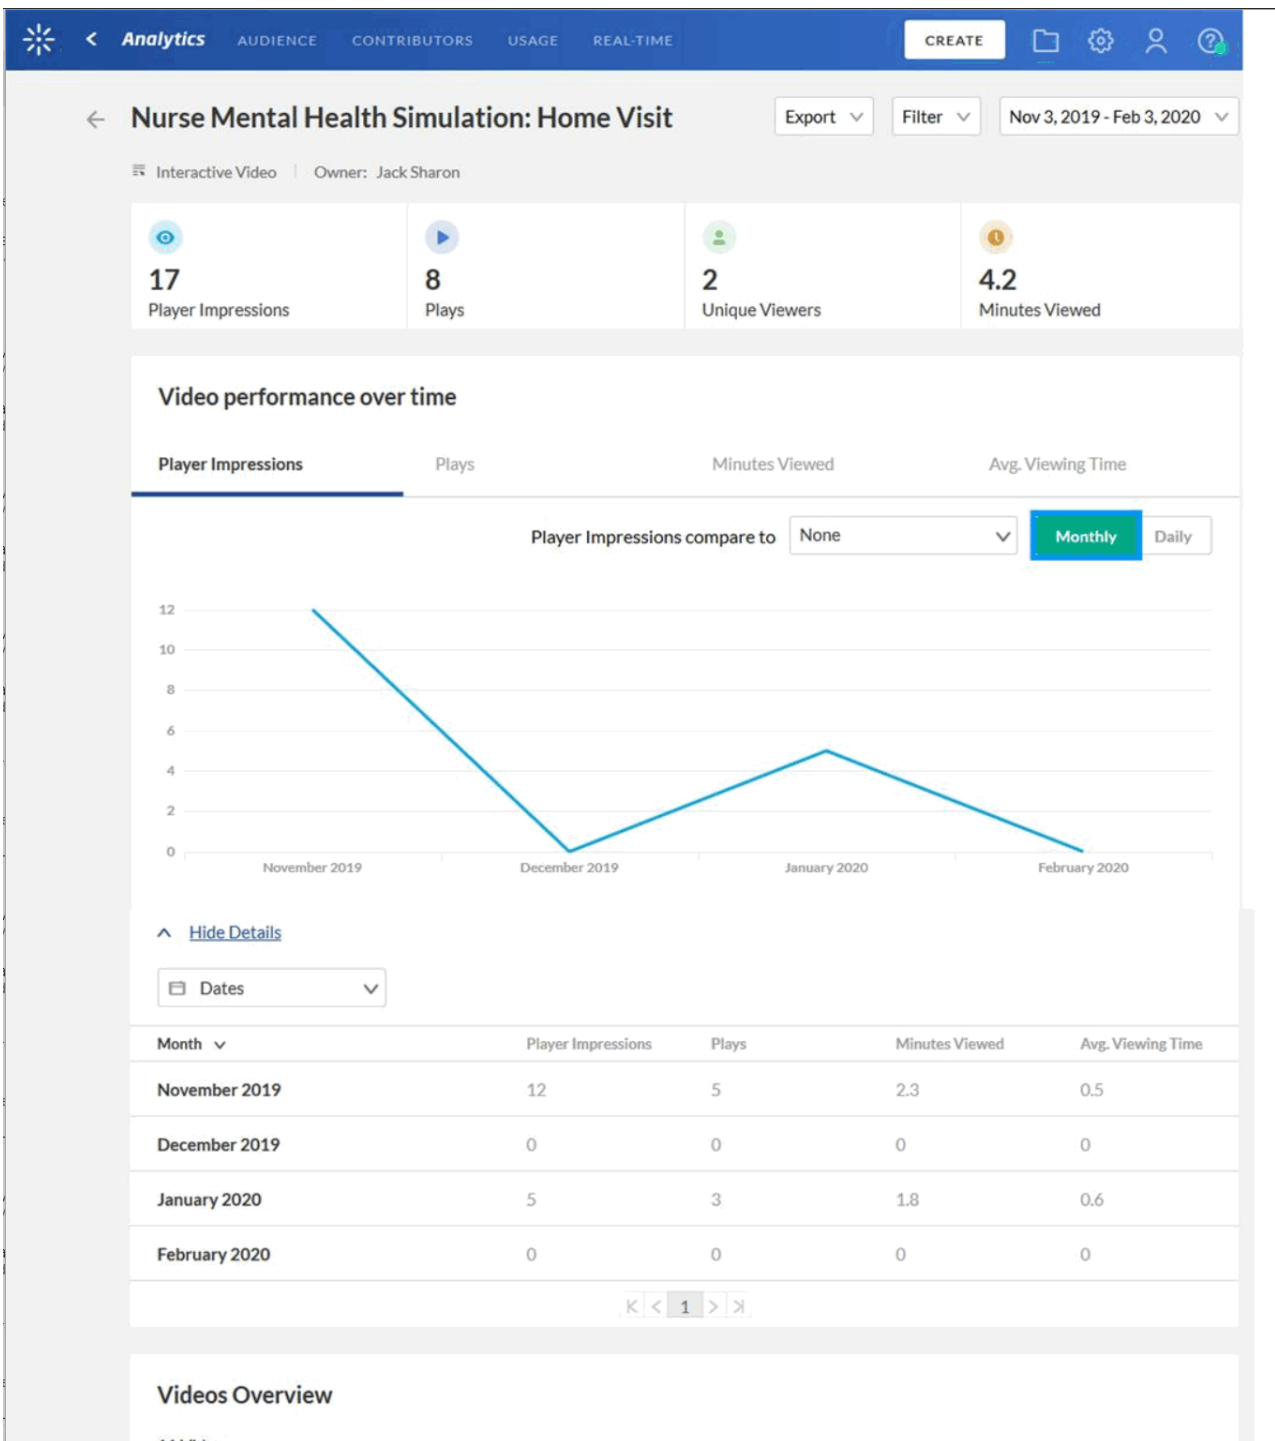 Analytics AUDIENCE CONTRIBUTORS USAGE REAL-TIME CREATE
Nurse Mental Health Simulation: Home Visit Export Filter Nov 3, 2019 - Feb 3, 2020
Interactive Video Owner: Jack Sharon
17 8 2 4.2
Player Impressions Plays Unique Viewers Minutes Viewed
Video performance over time
Player Impressions Plays Minutes Viewed Avg. Viewing Time
Player Impressions compare to None Monthly Daily
12
10
8
6
4
2
0
November 2019 December 2019 January 2020 February 2020
Hide Details
Dates
Month Player Impressions Plays Minutes Viewed Avg. Viewing Time
November 2019 12 5 2.3 0.5
December 2019 0 0 0 0
January 2020 5 3 1.8 0.6
February 2020 0 0 0 0
1
Videos Overview